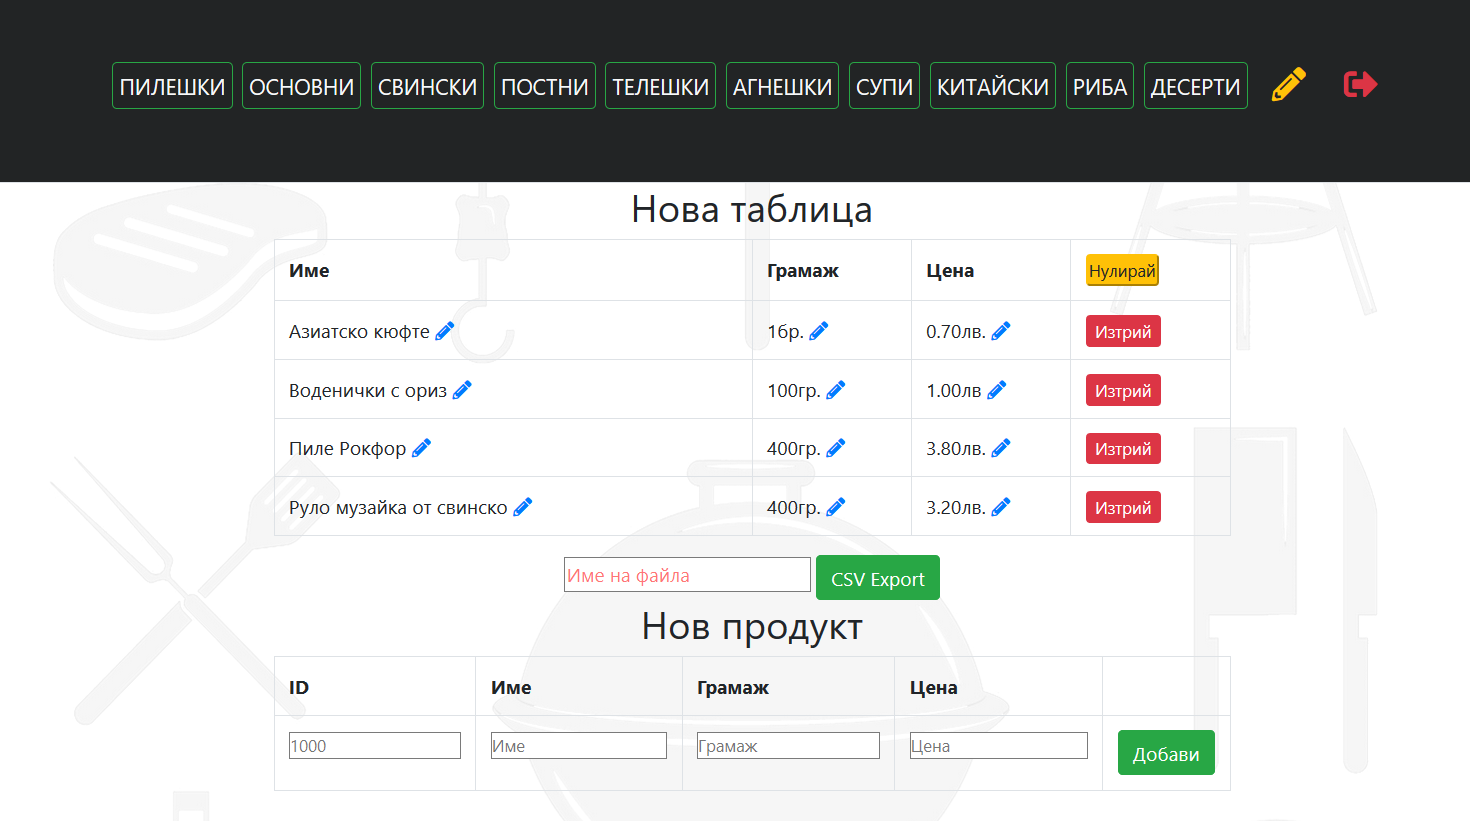 ПИЛЕШКИ ОСНОВНИ СВИНСКИ ПОСТНИ ТЕЛЕШКИ АГНЕШКИ СУПИ КИТАЙСКИ РИБА ДЕСЕРТИ
Нова таблица
Име Грамаж Цена Нулирай
Азиатско кюфте 1бр. 0.70лв. Изтрий
Воденички с ориз 100гр. 1.00лв Изтрий
Пиле Рокфор 400гр. 3.80лв. Изтрий
Руло музайка от свинско 400гр. 3.20лв. Изтрий
Име на файла CSV Export
Нов продукт
ID Име Грамаж Цена
1000 Име Грамаж Цена Добави